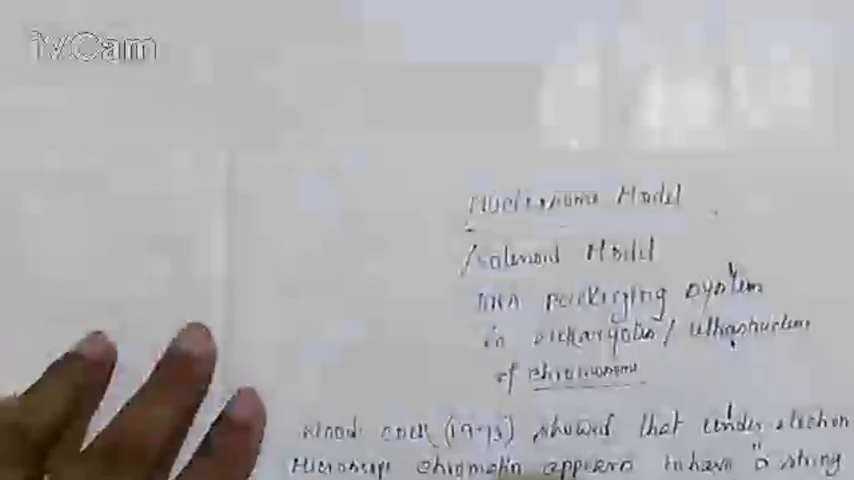 ivCam
Nucleosome Model
/Solenoid Model
DNA packaging system
in eukaryotes / ultrastructure
of chromosome
Woodcock (1973) showed that under electron
Microscope chromatin appears to have "a string